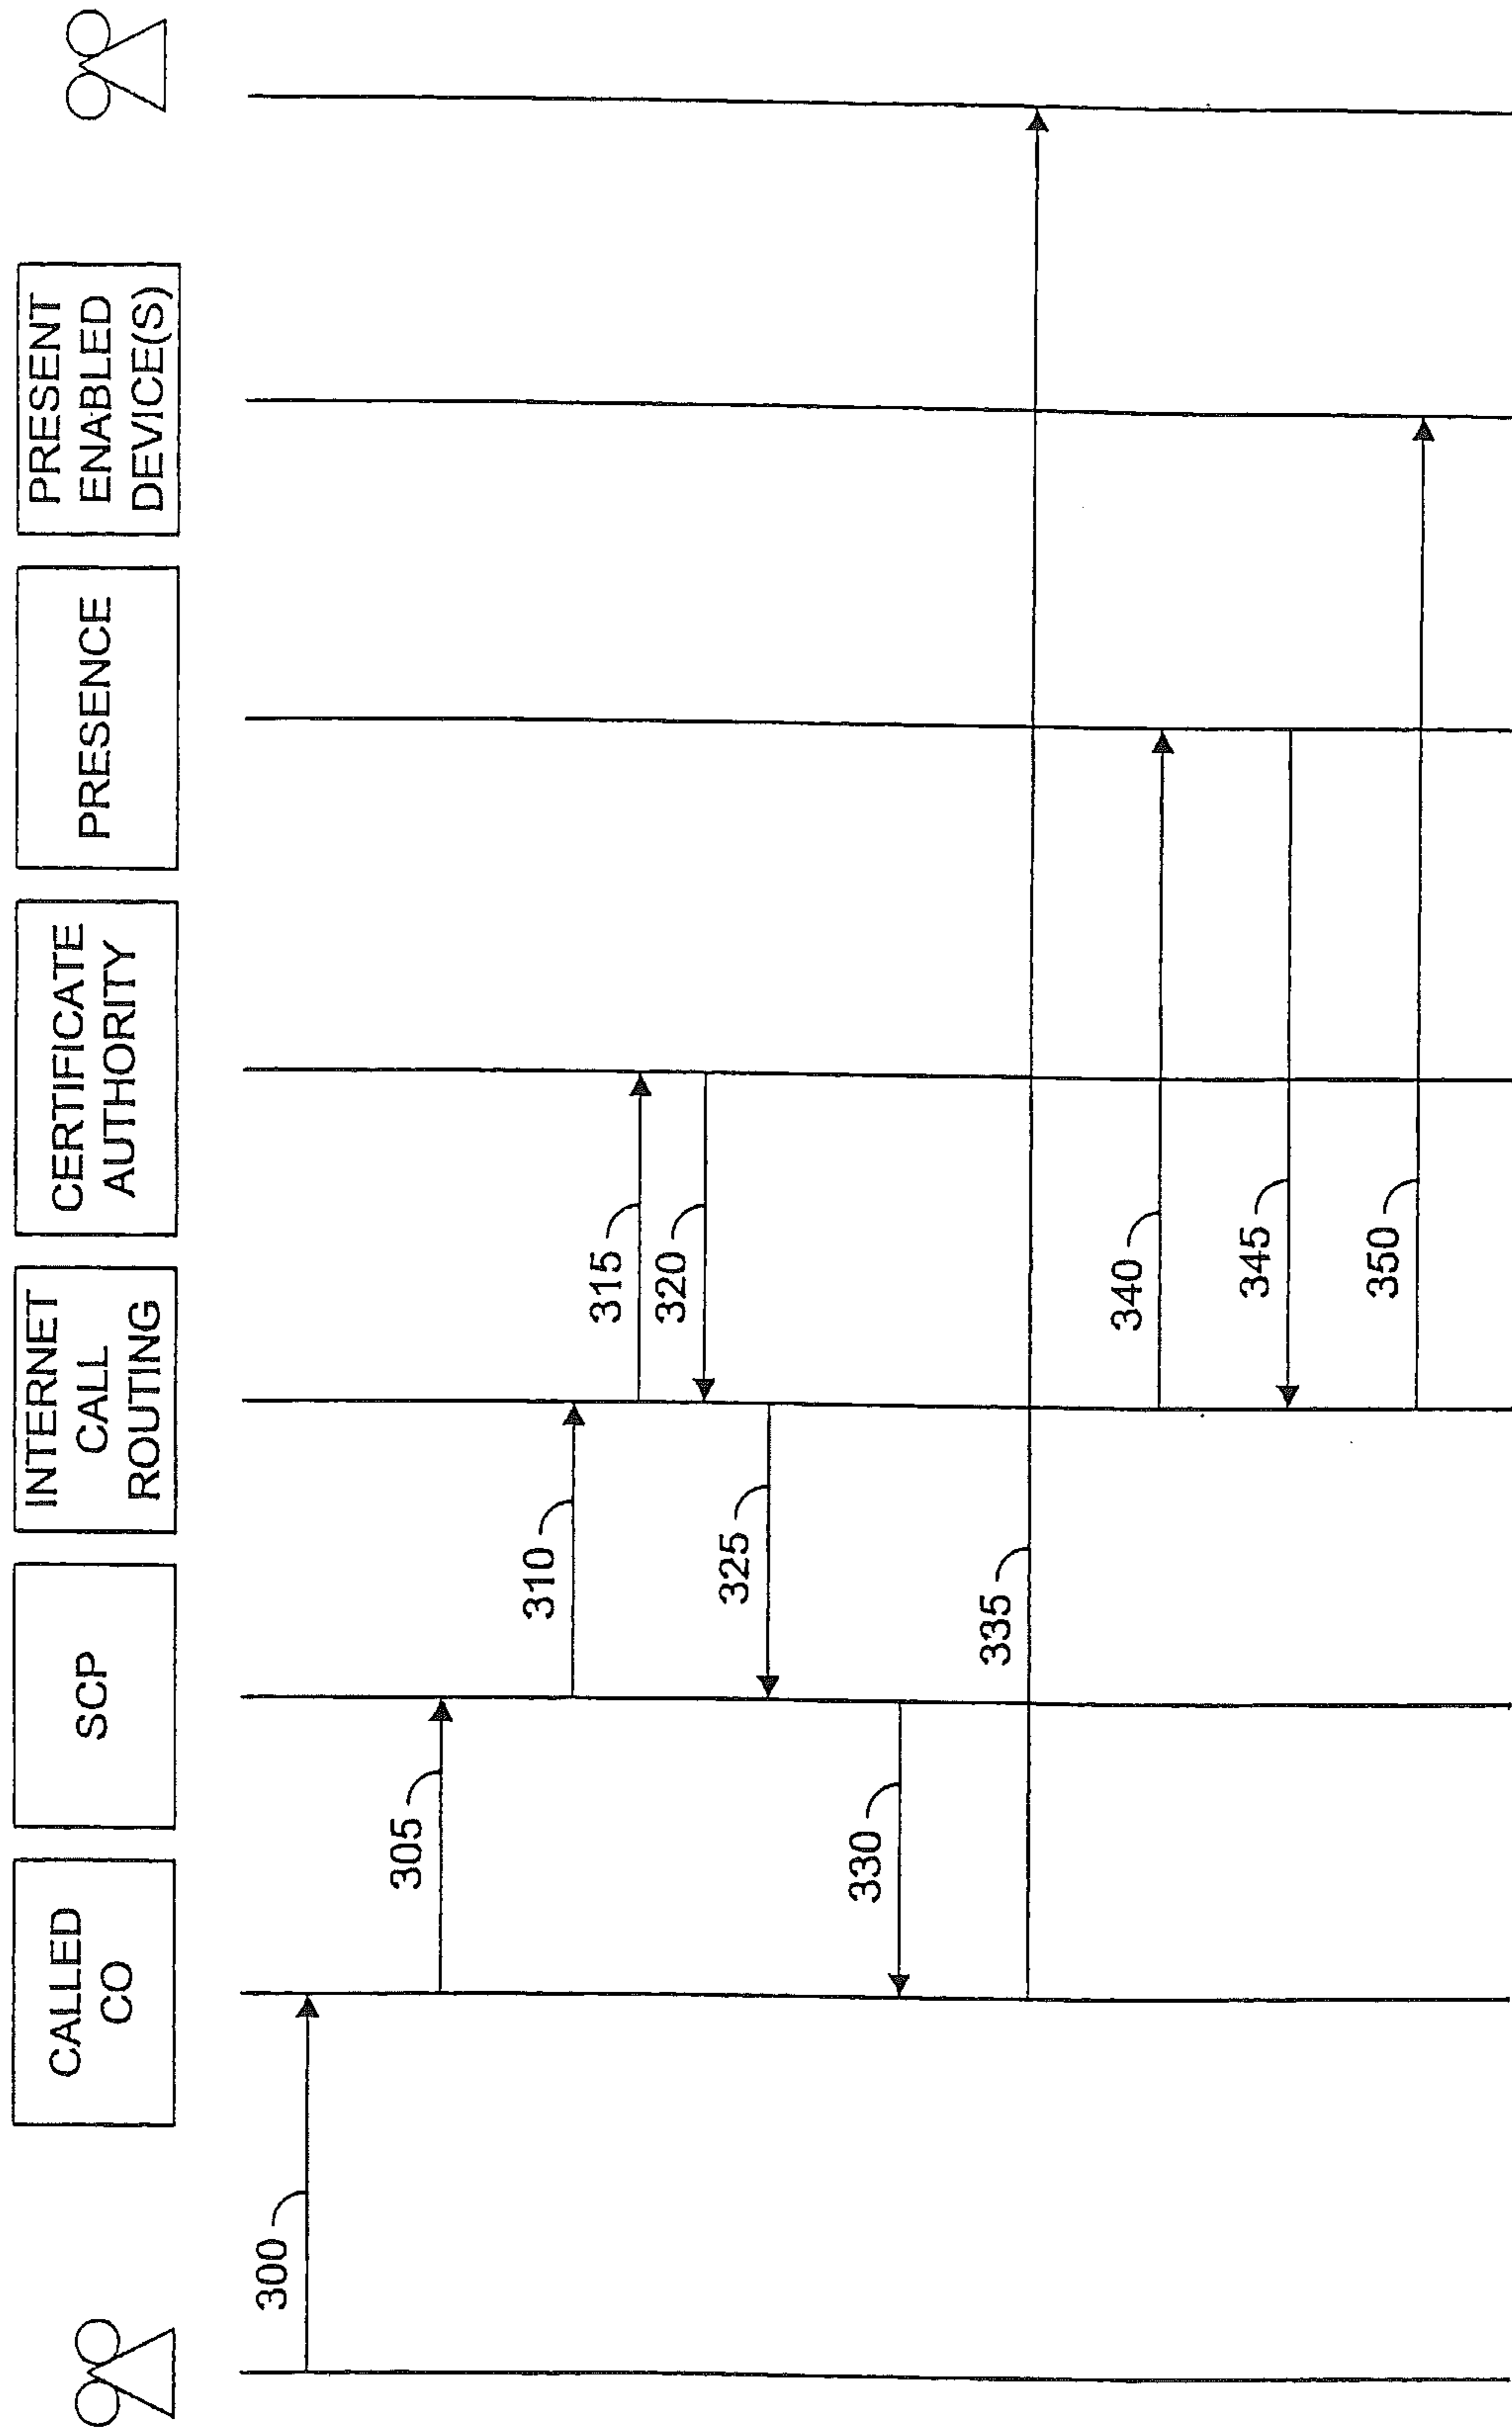 CALLED
CO
SCP
INTERNET
CALL
ROUTING
CERTIFICATE
AUTHORITY
PRESENCE
PRESENT
ENABLED
DEVICE(S)
300
305
310
315
320
325
330
335
340
345
350